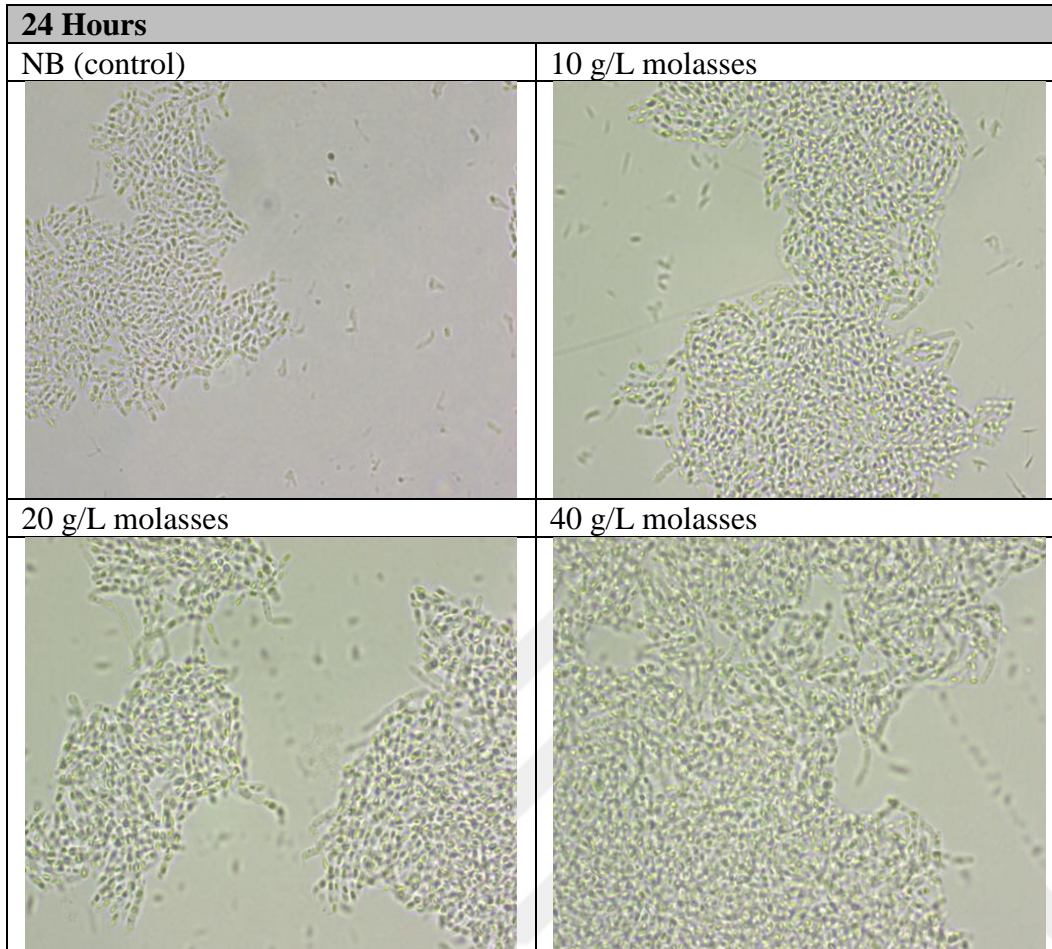 24 Hours
NB (control)
10 g/L molasses
20 g/L molasses
40 g/L molasses